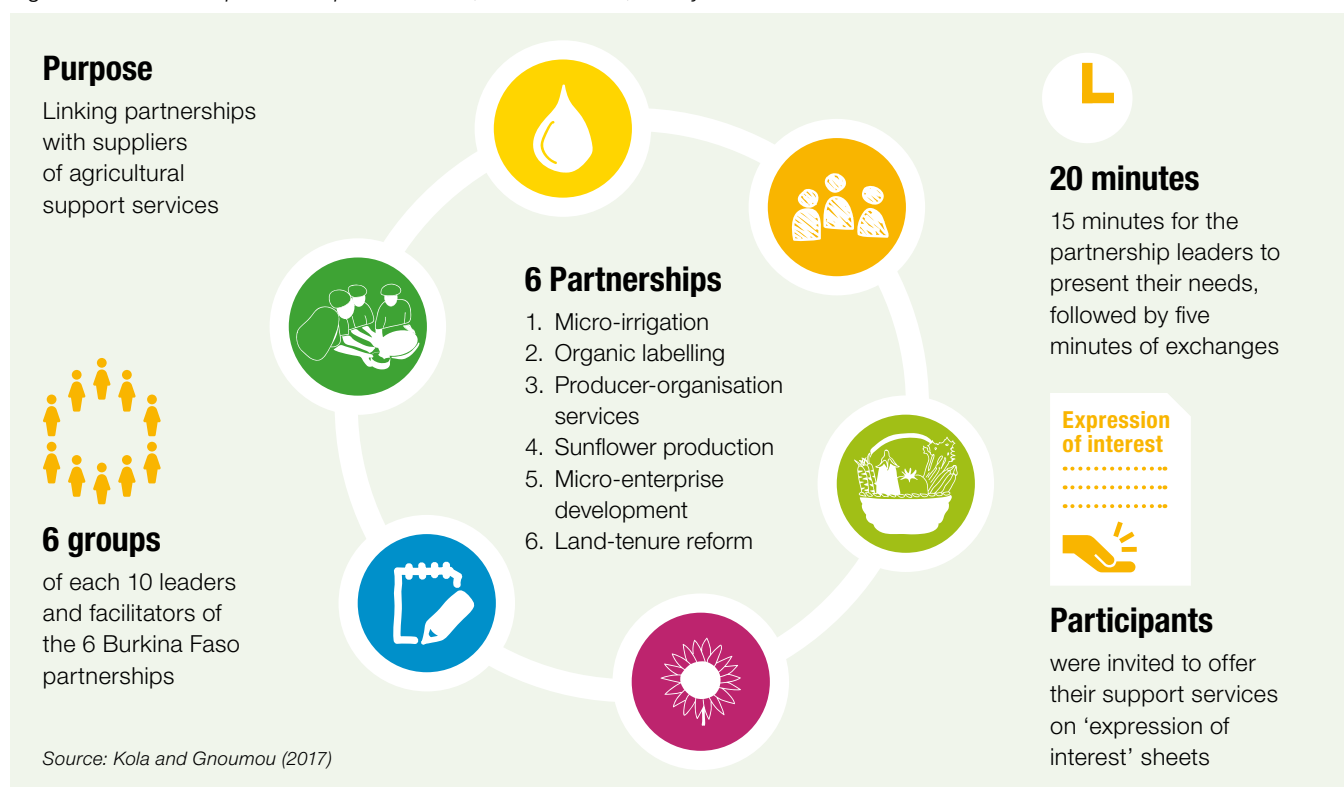 Purpose
Linking partnerships
with suppliers
of agricultural
support services
6 groups
of each 10 leaders
and facilitators of
the 6 Burkina Faso
partnerships
6 Partnerships
1. Micro-irrigation
2. Organic labelling
3. Producer-organisation
services
4. Sunflower production
5. Micro-enterprise
development
6. Land-tenure reform
20 minutes
15 minutes for the
partnership leaders to
present their needs,
followed by five
minutes of exchanges
Expression
of interest
Participants
were invited to offer
their support services
on ‘expression of
interest’ sheets
Source: Kola and Gnoumou (2017)